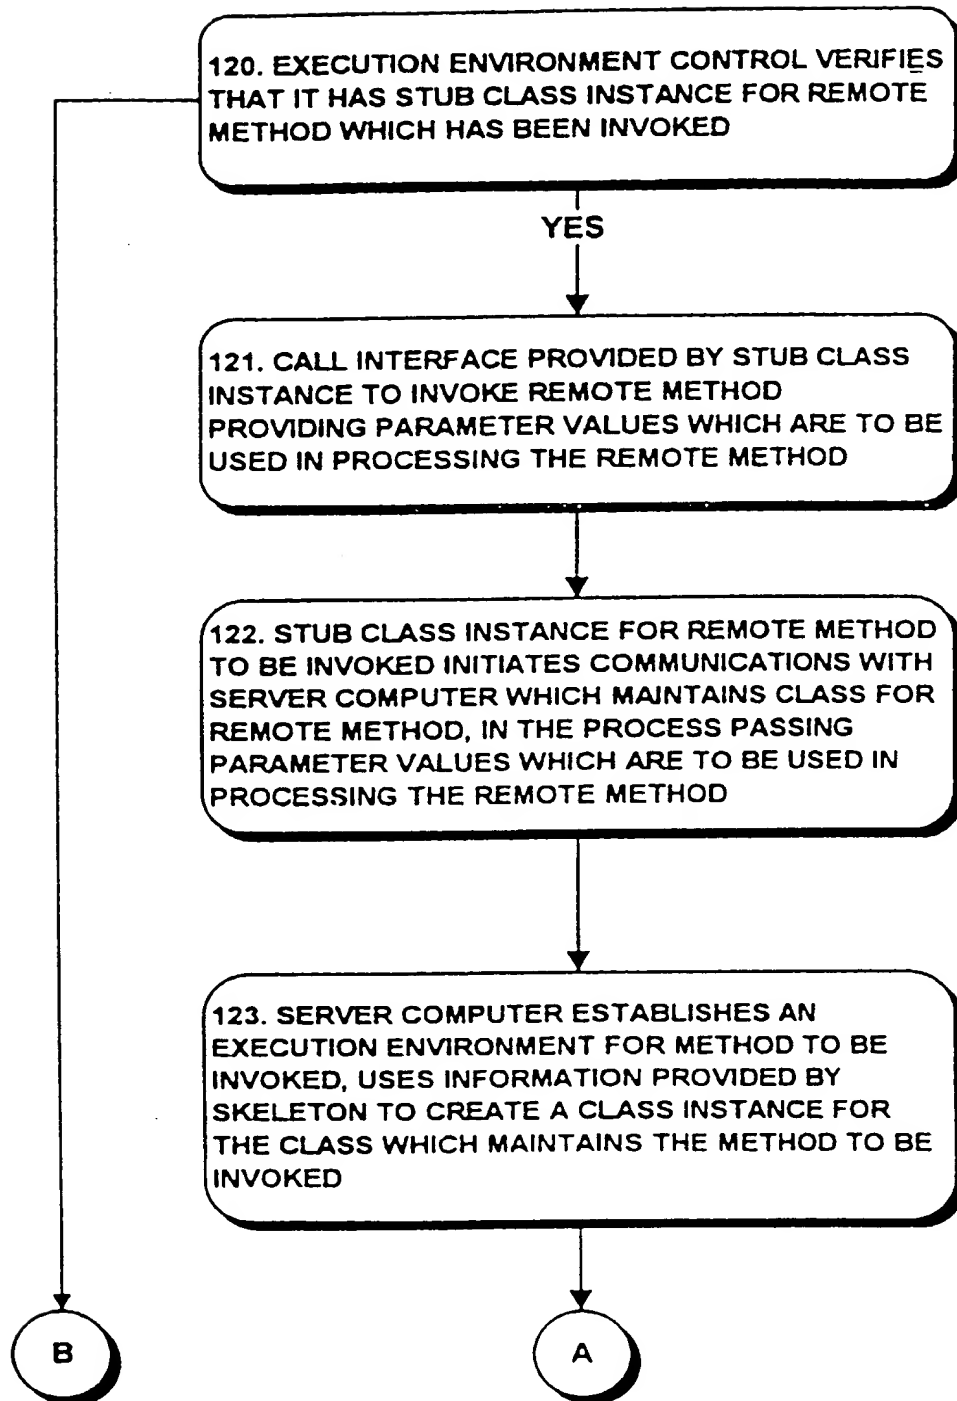 120. EXECUTION ENVIRONMENT CONTROL VERIFIES
THAT IT HAS STUB CLASS INSTANCE FOR REMOTE
METHOD WHICH HAS BEEN INVOKED
YES
121. CALL INTERFACE PROVIDED BY STUB CLASS
INSTANCE TO INVOKE REMOTE METHOD
PROVIDING PARAMETER VALUES WHICH ARE TO BE
USED IN PROCESSING THE REMOTE METHOD
122. STUB CLASS INSTANCE FOR REMOTE METHOD
TO BE INVOKED INITIATES COMMUNICATIONS WITH
SERVER COMPUTER WHICH MAINTAINS CLASS FOR
REMOTE METHOD, IN THE PROCESS PASSING
PARAMETER VALUES WHICH ARE TO BE USED IN
PROCESSING THE REMOTE METHOD
123. SERVER COMPUTER ESTABLISHES AN
EXECUTION ENVIRONMENT FOR METHOD TO BE
INVOKED, USES INFORMATION PROVIDED BY
SKELETON TO CREATE A CLASS INSTANCE FOR
THE CLASS WHICH MAINTAINS THE METHOD TO BE
INVOKED
B
A